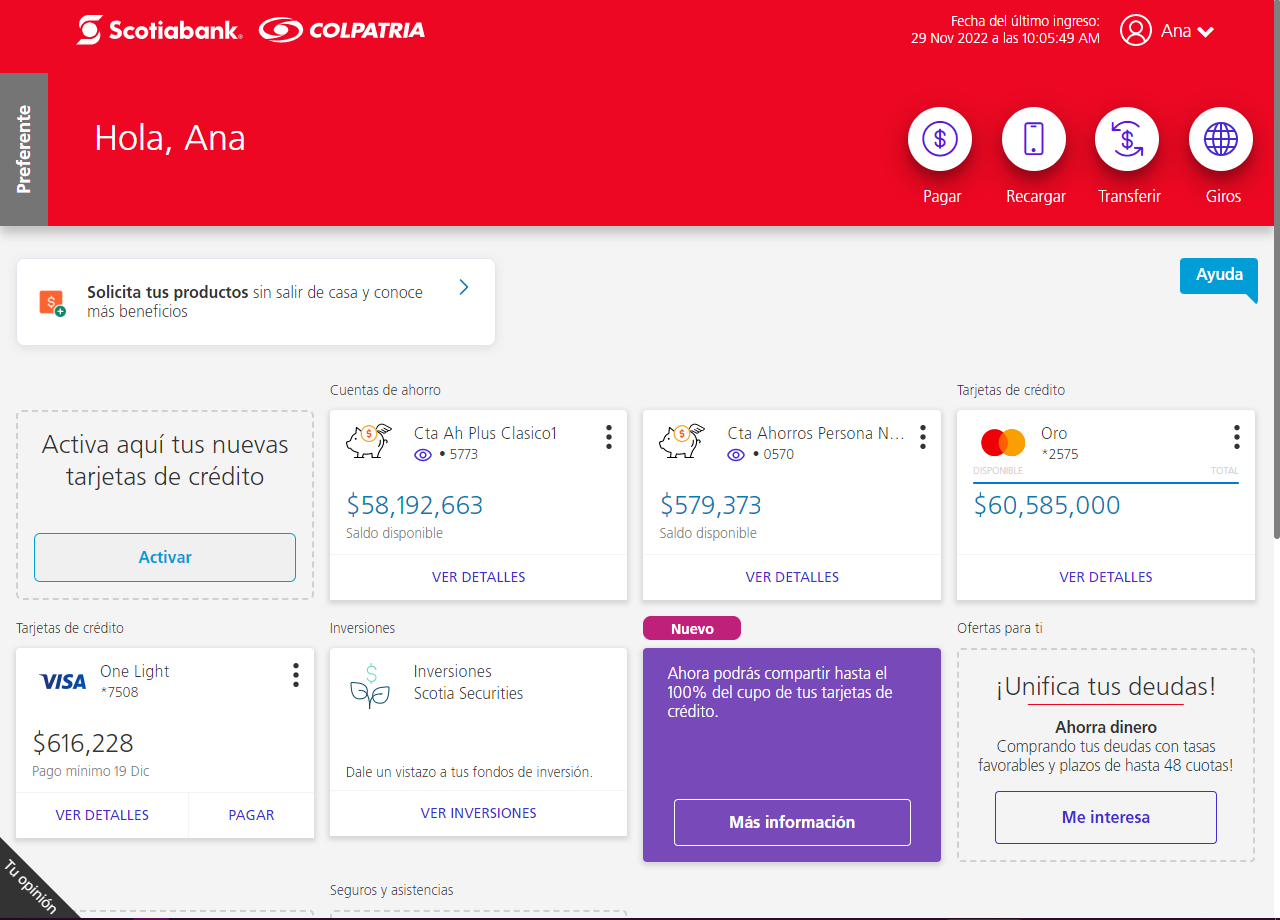 Scotiabank® COLPATRIA
Fecha del último ingreso:
29 Nov 2022 a las 10:05:49 AM
Ana
Preferente
Hola, Ana
Pagar
Recargar
Transferir
Giros
Solicita tus productos sin salir de casa y conoce
más beneficios
Ayuda
Activa aquí tus nuevas
tarjetas de crédito
Activar
Cuentas de ahorro
Cta Ah Plus Clasico1
• 5773
$58,192,663
Saldo disponible
VER DETALLES
Cta Ahorros Persona N...
• 0570
$579,373
Saldo disponible
VER DETALLES
Tarjetas de crédito
Oro
*2575
DISPONIBLE TOTAL
$60,585,000
VER DETALLES
Tarjetas de crédito
VISA
One Light
*7508
$616,228
Pago mínimo 19 Dic
VER DETALLES PAGAR
Inversiones
Inversiones
Scotia Securities
Dale un vistazo a tus fondos de inversión.
VER INVERSIONES
Nuevo
Ahora podrás compartir hasta el
100% del cupo de tus tarjetas de
crédito.
Más información
Ofertas para ti
¡Unifica tus deudas!
Ahorra dinero
Comprando tus deudas con tasas
favorables y plazos de hasta 48 cuotas!
Me interesa
Tu opinión
Seguros y asistencias